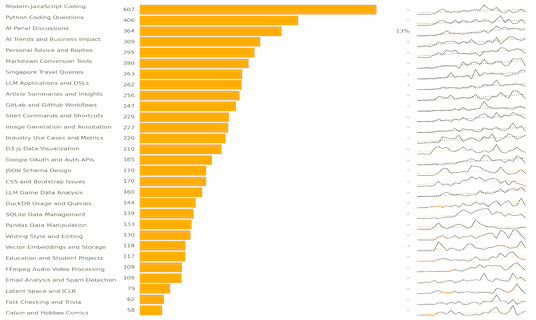 Modern JavaScript Coding 607
Python Coding Questions 406
AI Panel Discussions 364 13%
AI Trends and Business Impact 309
Personal Advice and Replies 295
Markdown Conversion Tools 280
Singapore Travel Queries 263
LLM Applications and DSLs 262
Article Summaries and Insights 256
GitLab and GitHub Workflows 247
Shell Commands and Shortcuts 229
Image Generation and Annotation 227
Industry Use Cases and Metrics 220
D3.js Data Visualization 210
Google OAuth and Auth APIs 185
JSON Schema Design 170
CSS and Bootstrap Issues 170
LLM Game Data Analysis 160
DuckDB Usage and Queries 144
SQLite Data Management 139
Pandas Data Manipulation 133
Writing Style and Editing 130
Vector Embeddings and Storage 118
Education and Student Projects 117
FFmpeg Audio Video Processing 109
Email Analysis and Spam Detection 108
Latent Space and ICLR 79
Fact Checking and Trivia 62
Calvin and Hobbes Comics 58